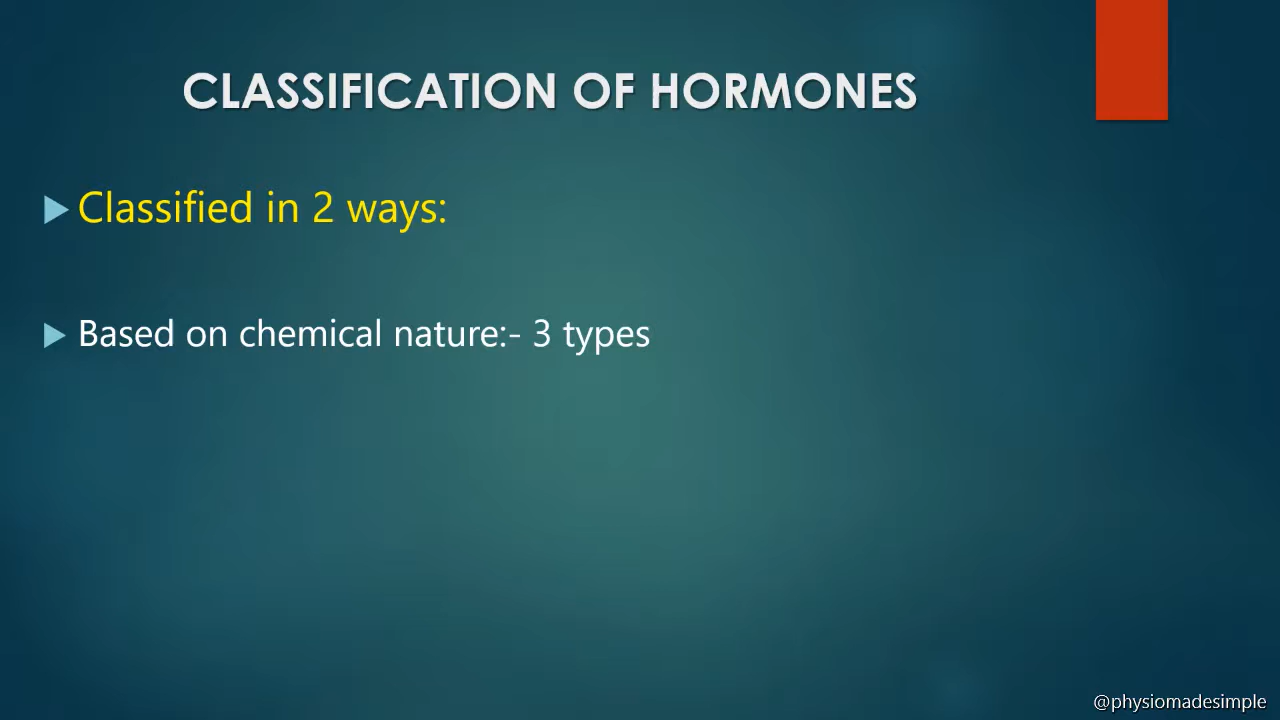 CLASSIFICATION OF HORMONES
Classified in 2 ways:
Based on chemical nature:- 3 types
@physiomadesimple